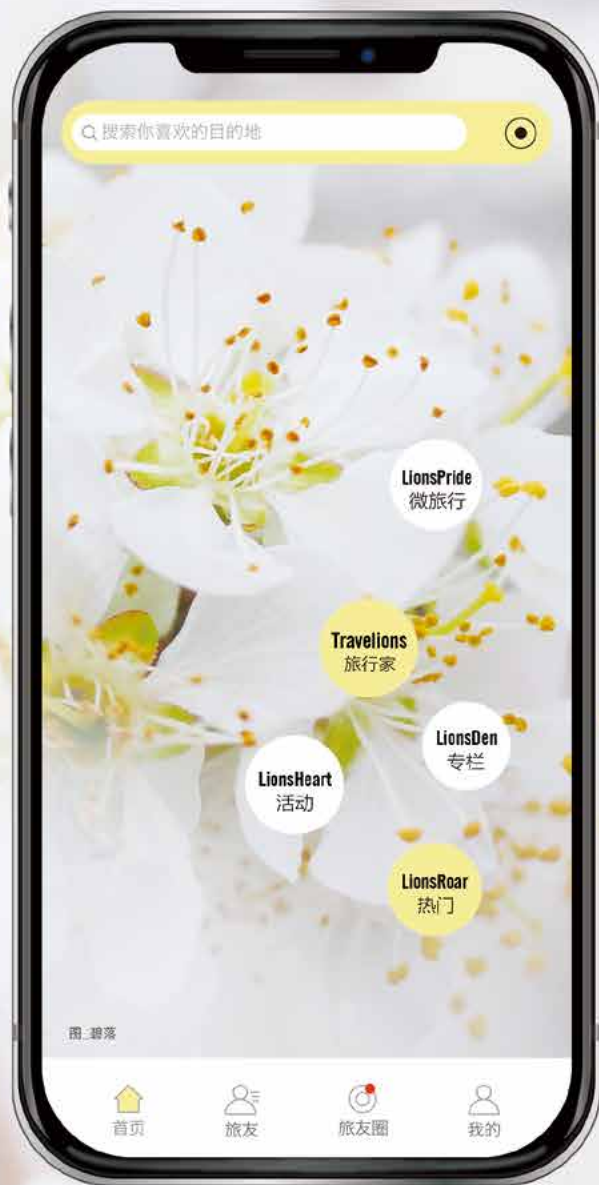 搜索你喜欢的目的地
LionsPride
微旅行
Travelions
旅行家
LionsDen
专栏
LionsHeart
活动
LionsRoar
热门
图_碧落
首页
旅友
旅友圈
我的